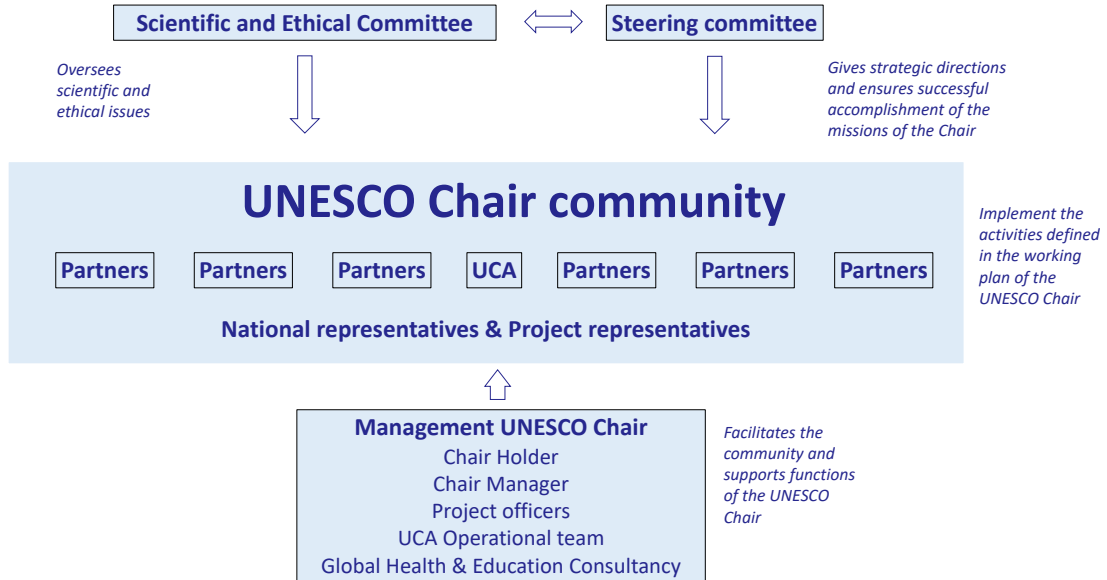 Scientific and Ethical Committee
Steering committee
Oversees
scientific and
ethical issues
Gives strategic directions
and ensures successful
accomplishment of the
missions of the Chair
UNESCO Chair community
Partners Partners Partners UCA Partners Partners Partners
National representatives & Project representatives
Implement the
activities defined
in the working
plan of the
UNESCO Chair
Management UNESCO Chair
Chair Holder
Chair Manager
Project officers
UCA Operational team
Global Health & Education Consultancy
Facilitates the
community and
supports functions
of the UNESCO
Chair